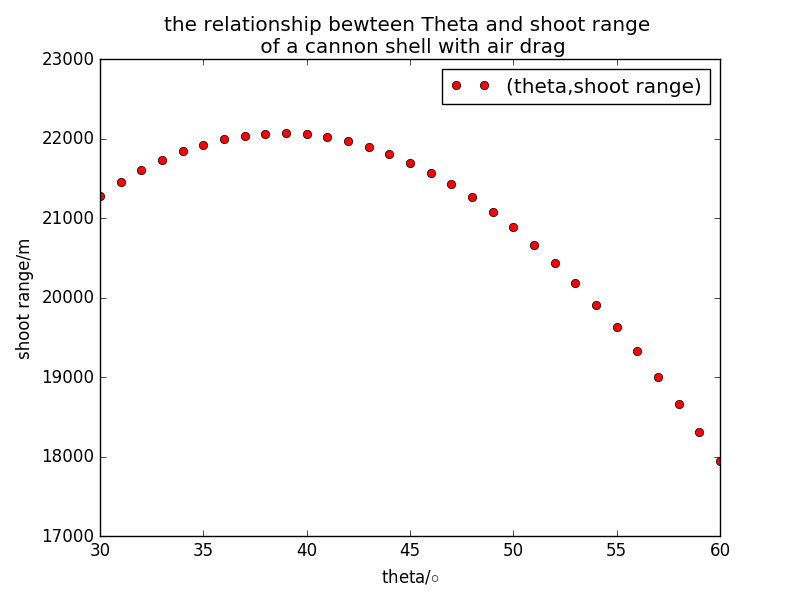 the relationship bewteen Theta and shoot range
of a cannon shell with air drag
(theta,shoot range)
23000
22000
21000
20000
19000
18000
17000
shoot range/m
30 35 40 45 50 55 60
theta/○